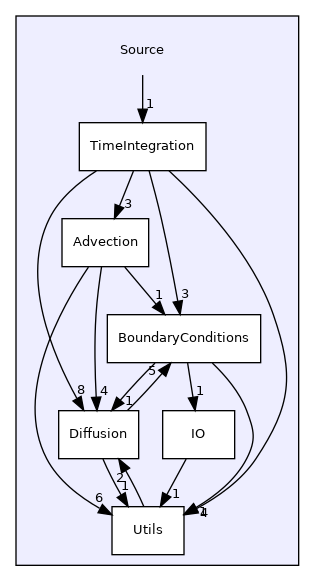 Source
1
TimeIntegration
3
Advection
1
3
BoundaryConditions
5
8
4
1
1
Diffusion
IO
2
1
6
1
4
Utils